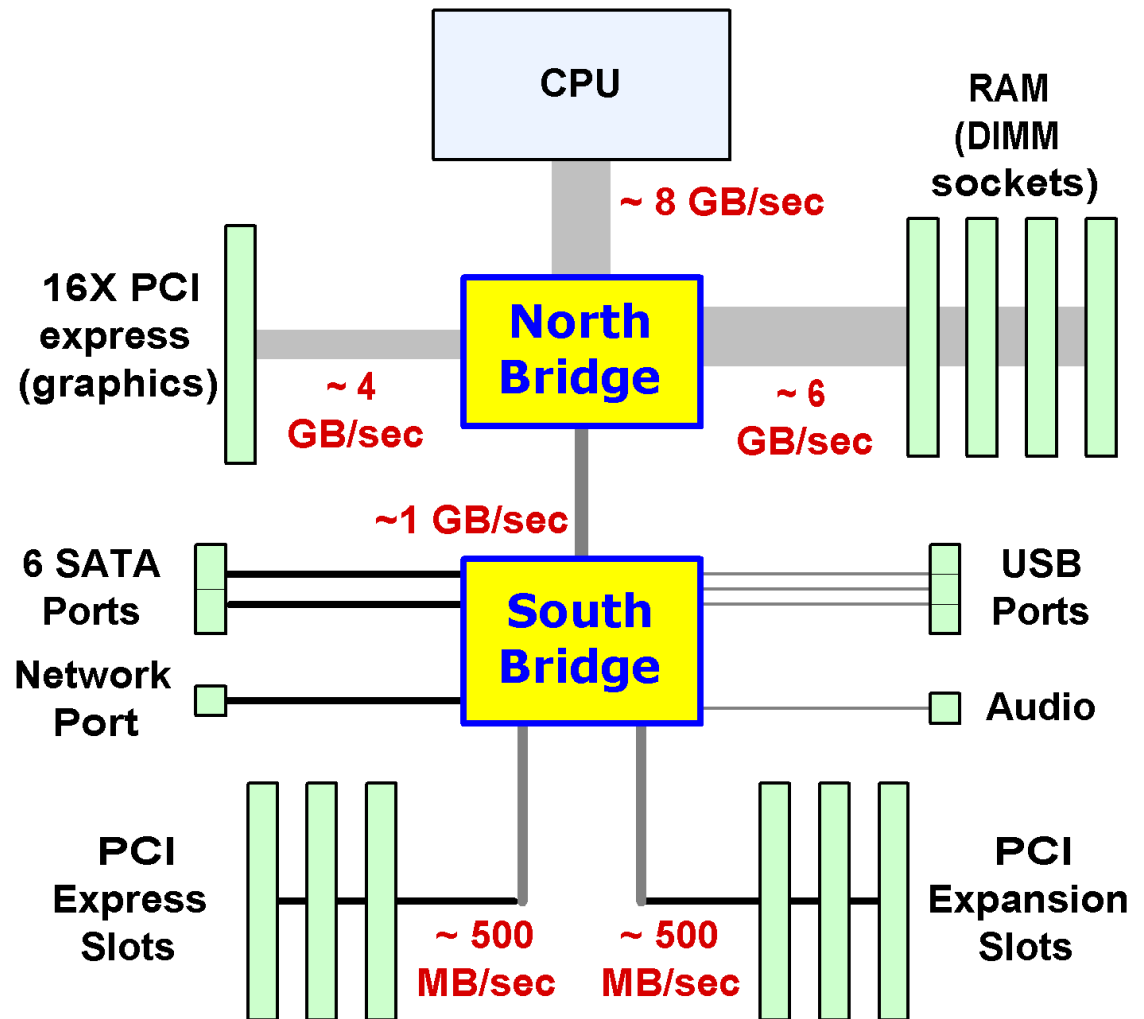 CPU
RAM
(DIMM
sockets)
~ 8 GB/sec
16X PCI
express
(graphics)
North
Bridge
~ 4
GB/sec
~ 6
GB/sec
~1 GB/sec
6 SATA
Ports
South
Bridge
USB
Ports
Network
Port
Audio
PCI
Express
Slots
~ 500
MB/sec
~ 500
MB/sec
PCI
Expansion
Slots